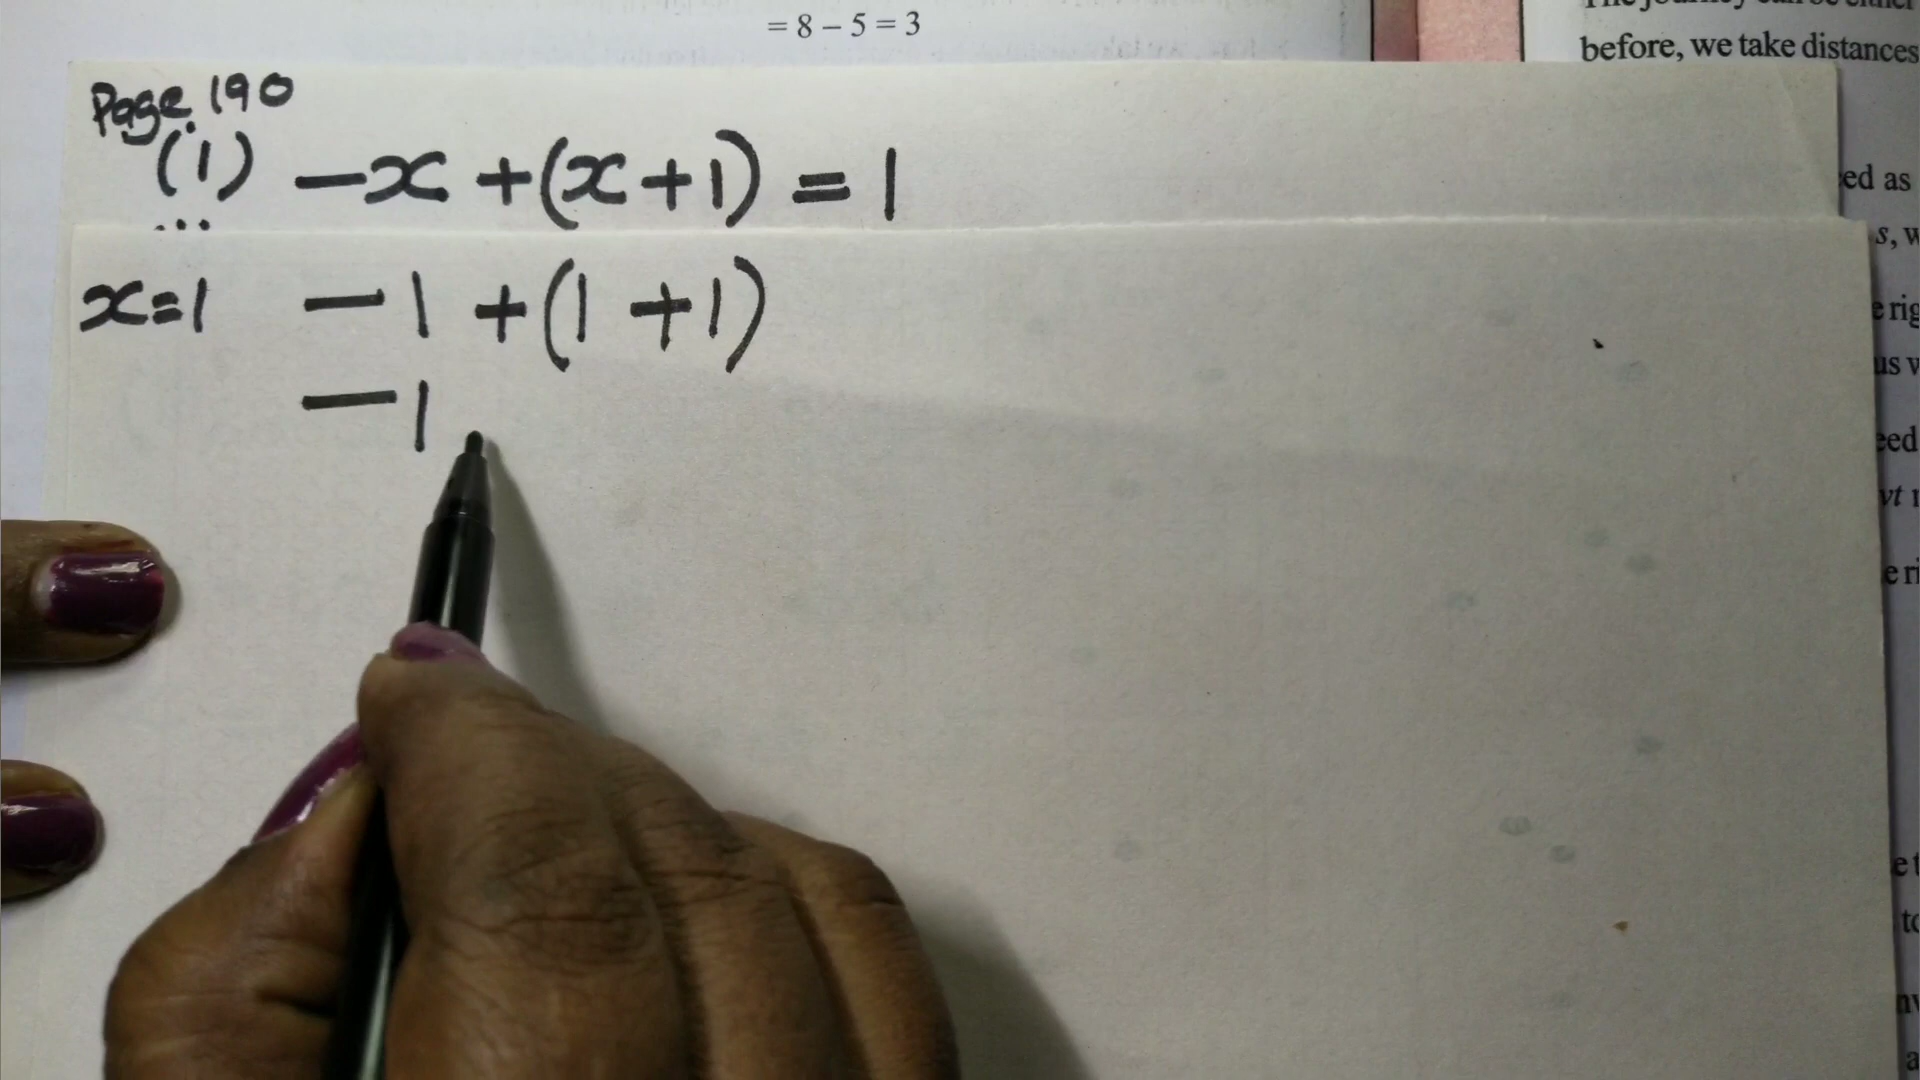 = 8 – 5 = 3
before, we take distances
Page. 190
(1) –x + (x + 1) = 1
...
ed as
s, w
x = 1 – 1 + (1 + 1)
e rig
us v
– 1
eed
vt
e ri
e t
to